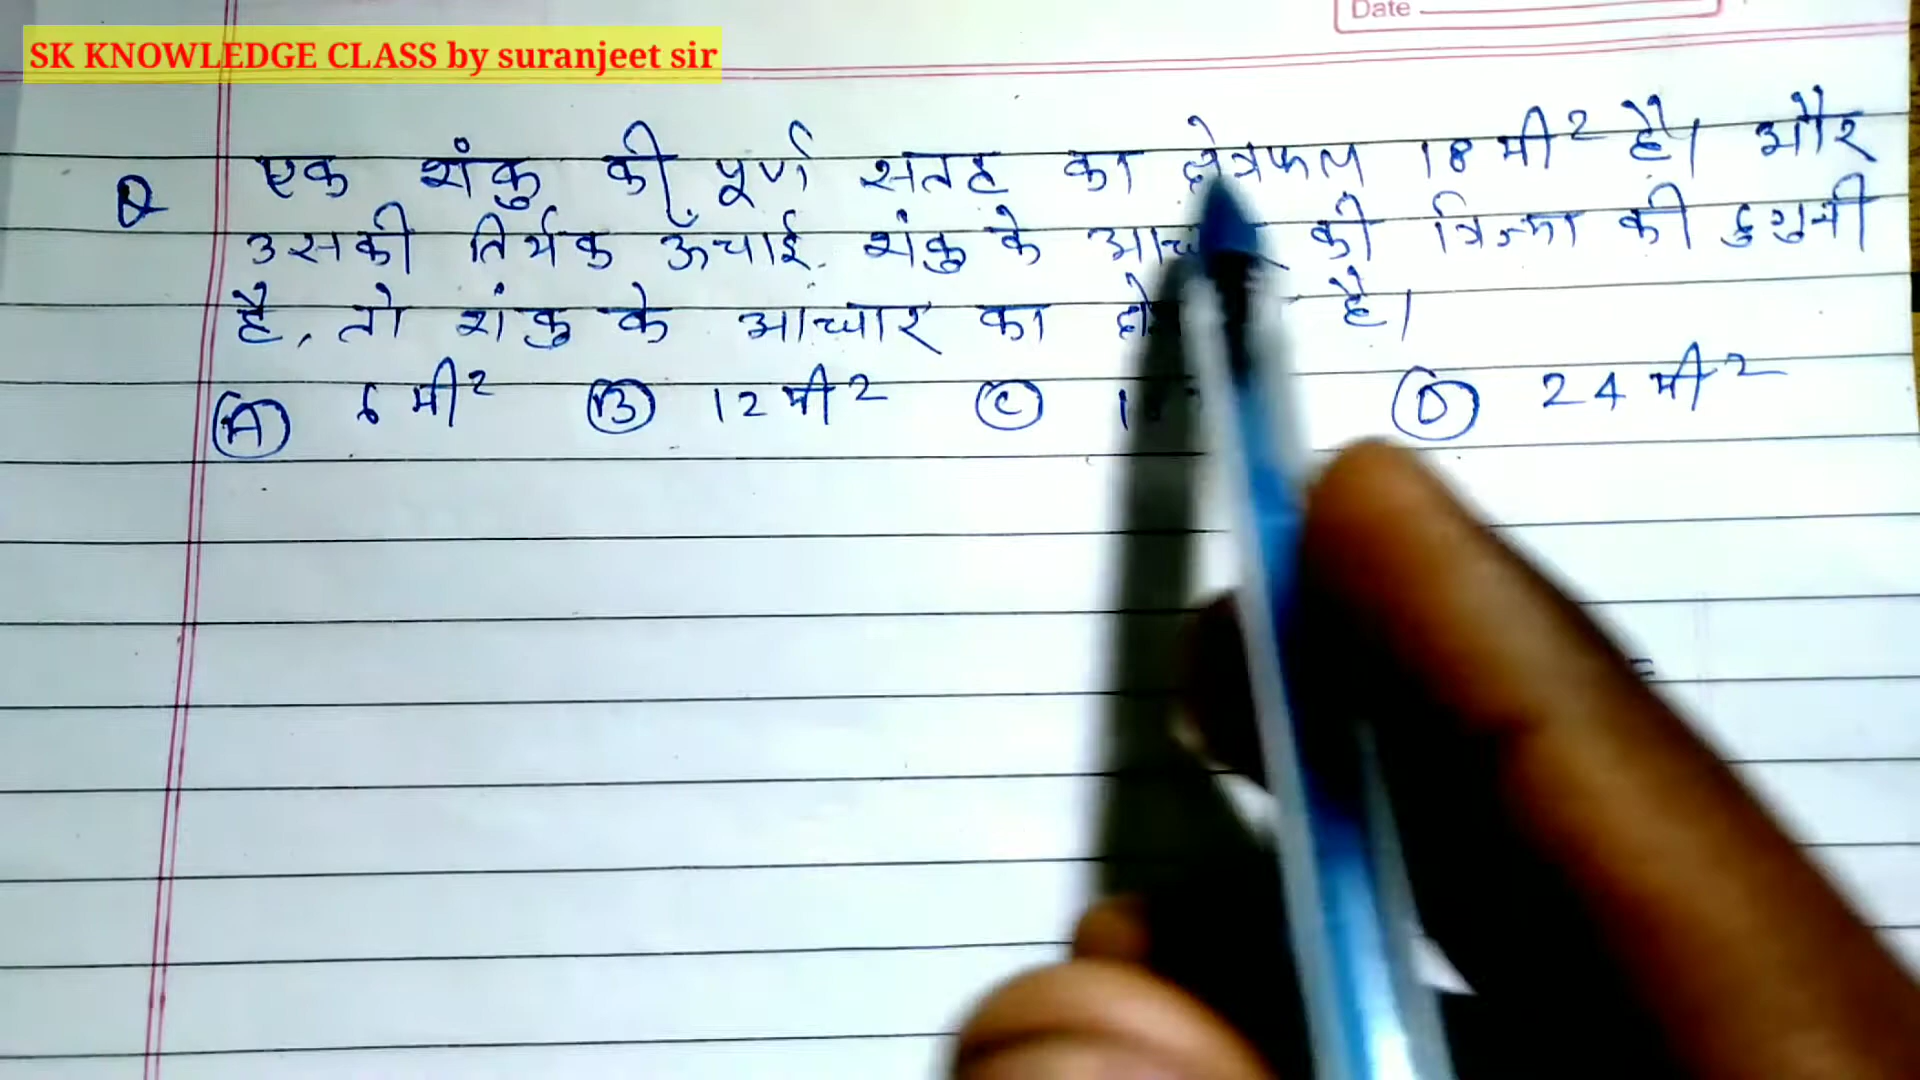 Date
SK KNOWLEDGE CLASS by suranjeet sir
Q एक शंकु की पूर्ण सतह का क्षेत्रफल 18 मी² है। और
उसकी तिर्यक ऊँचाई शंकु के की त्रिज्या की दुगुनी
है, तो शंकु के आधार का है।
(A) 6 मी² (B) 12 मी² (C) (D) 24 मी²